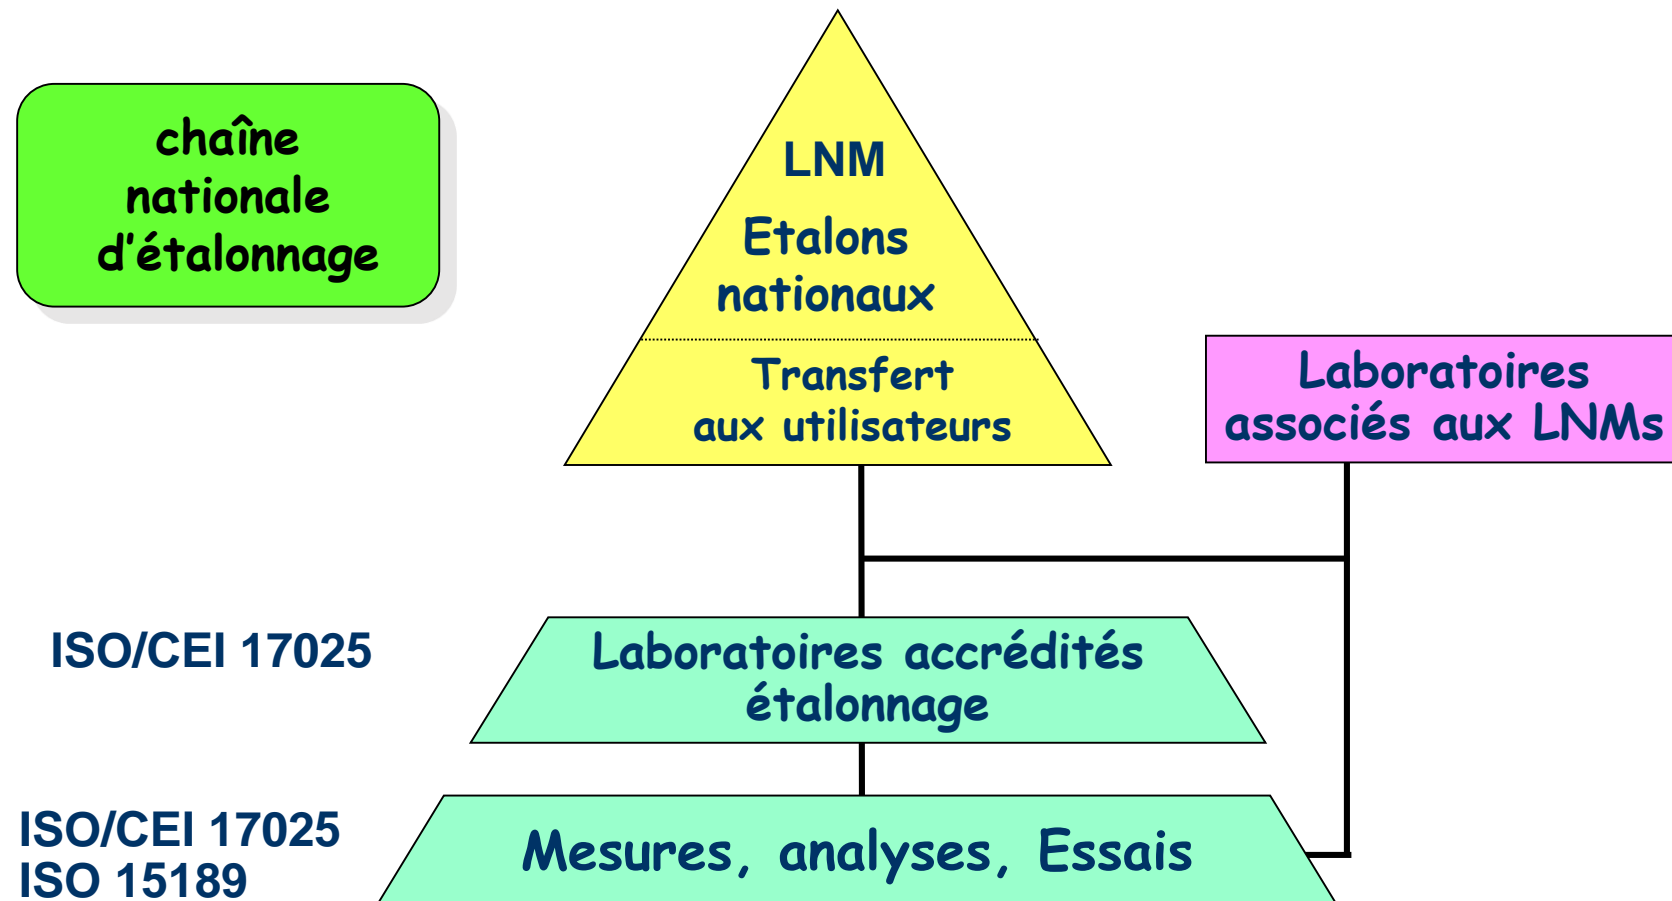 chaîne
nationale
d'étalonnage
LNM
Etalons
nationaux
Transfert
aux utilisateurs
Laboratoires
associés aux LNMs
ISO/CEI 17025
Laboratoires accrédités
étalonnage
ISO/CEI 17025
ISO 15189
Mesures, analyses, Essais